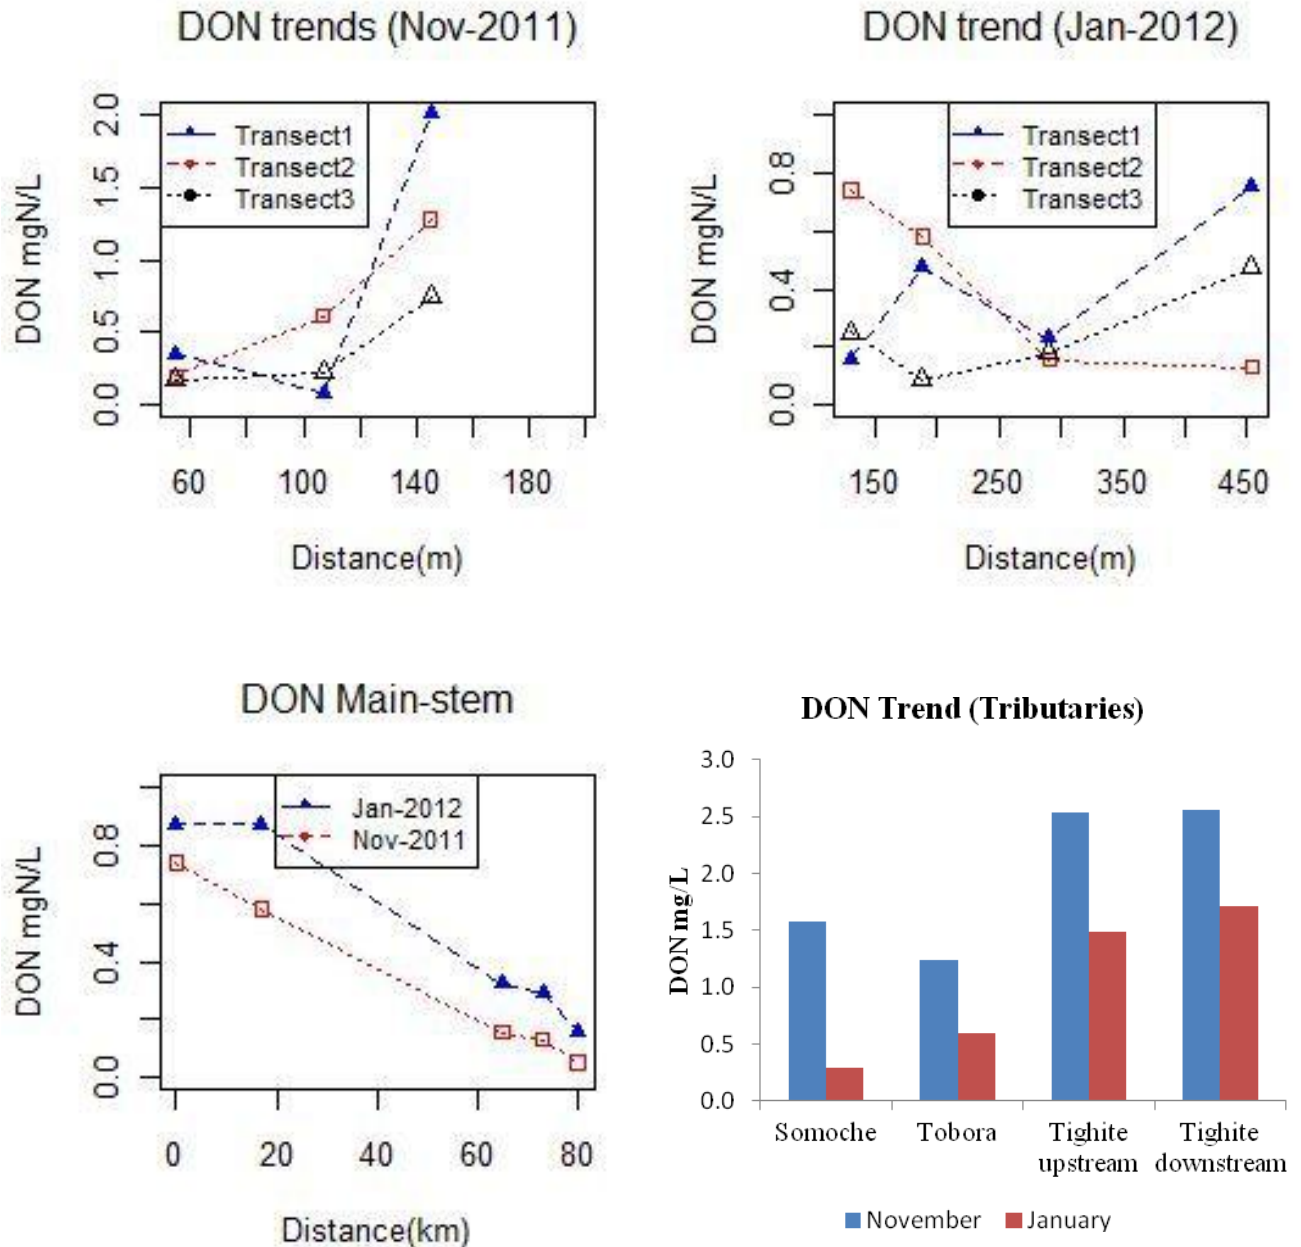 DON trends (Nov-2011)
DON mgN/L
0.0 0.5 1.0 1.5 2.0
Transect1
Transect2
Transect3
60 100 140 180
Distance(m)
DON trend (Jan-2012)
DON mgN/L
0.0 0.4 0.8
Transect1
Transect2
Transect3
150 250 350 450
Distance(m)
DON Main-stem
DON mgN/L
0.0 0.4 0.8
Jan-2012
Nov-2011
0 20 40 60 80
Distance(km)
DON Trend (Tributaries)
DON mg/L
3.0
2.5
2.0
1.5
1.0
0.5
0.0
Somoche Tobora Tighite Tighite
upstream downstream
November January